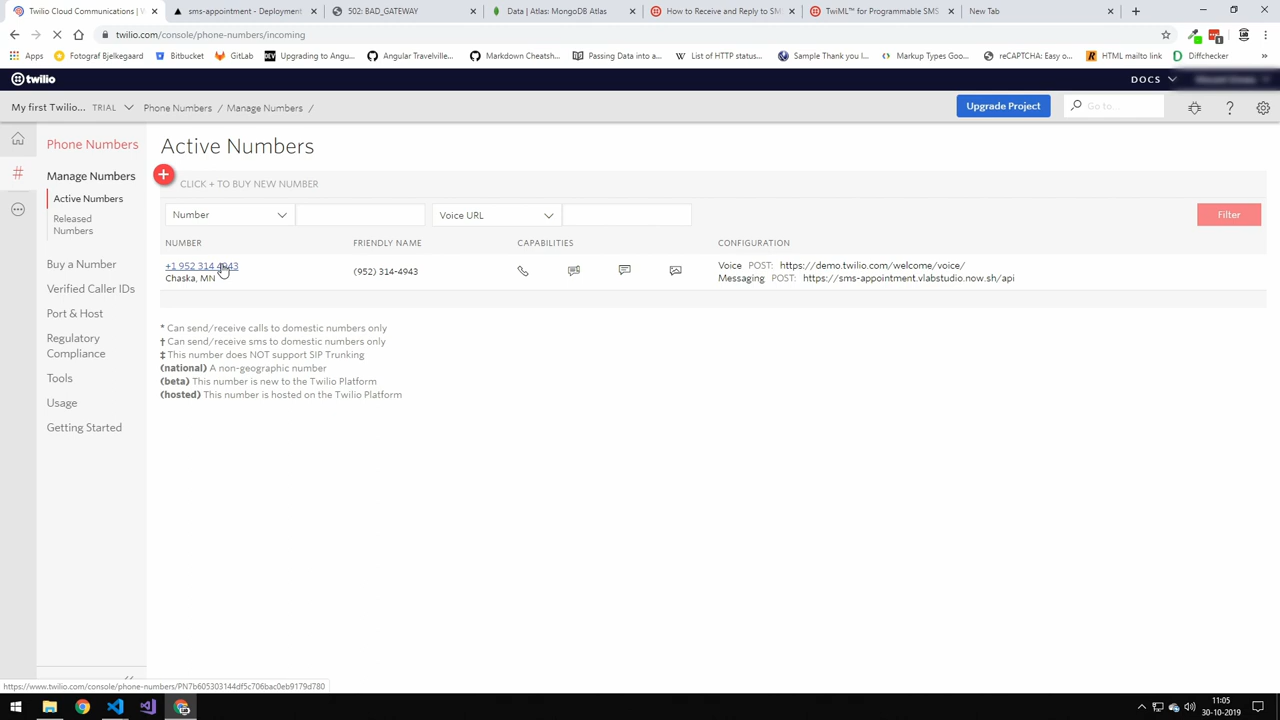 Twilio Cloud Communications | W
sms-appointment - Deployment
502: BAD_GATEWAY
Data | Atlas: MongoDB Atlas
How to Receive and Reply to SM
TwiML™ for Programmable SMS
New Tab
twilio.com/console/phone-numbers/incoming
Apps
Fotograf Bjelkegaard
Bitbucket
GitLab
Upgrading to Angu...
Angular Travelville...
Markdown Cheatsh...
Passing Data into a...
List of HTTP status...
Sample Thank you l...
Markup Types Goo...
reCAPTCHA: Easy o...
HTML mailto link
Diffchecker
twilio
DOCS
My first Twilio...
TRIAL
Phone Numbers / Manage Numbers /
Upgrade Project
Go to...
Phone Numbers
Manage Numbers
Active Numbers
Released
Numbers
Buy a Number
Verified Caller IDs
Port & Host
Regulatory
Compliance
Tools
Usage
Getting Started
Active Numbers
CLICK + TO BUY NEW NUMBER
Number
Voice URL
Filter
NUMBER
FRIENDLY NAME
CAPABILITIES
CONFIGURATION
+1 952 314 4943
Chaska, MN
(952) 314-4943
Voice POST: https://demo.twilio.com/welcome/voice/
Messaging POST: https://sms-appointment.vlabstudio.now.sh/api
* Can send/receive calls to domestic numbers only
† Can send/receive sms to domestic numbers only
‡ This number does NOT support SIP Trunking
(national) A non-geographic number
(beta) This number is new to the Twilio Platform
(hosted) This number is hosted on the Twilio Platform
https://www.twilio.com/console/phone-numbers/PN7b605303144df5c706bac0eb9179d780
11:05
30-10-2019